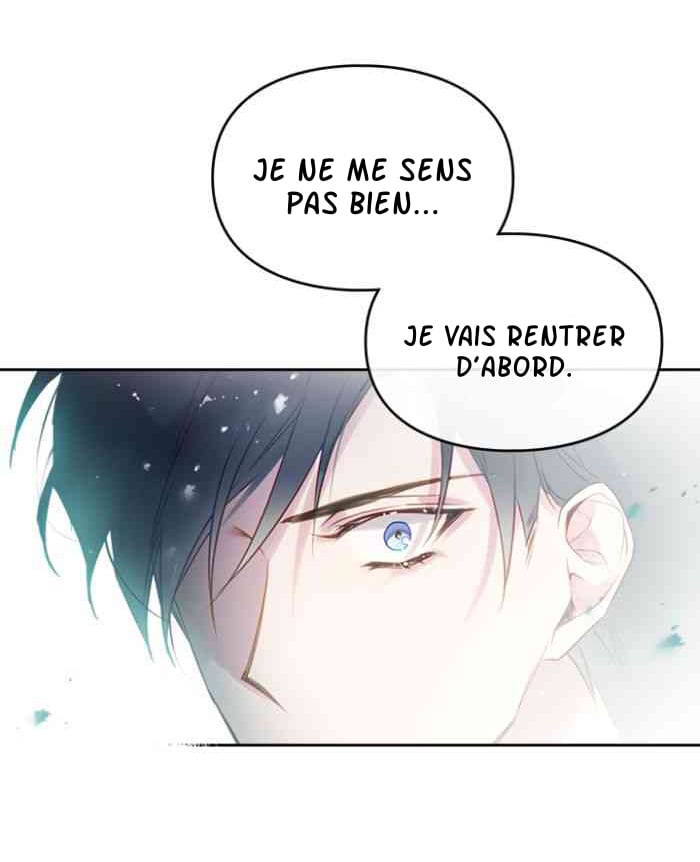 JE NE ME SENS
PAS BIEN...
JE VAIS RENTRER
D'ABORD.